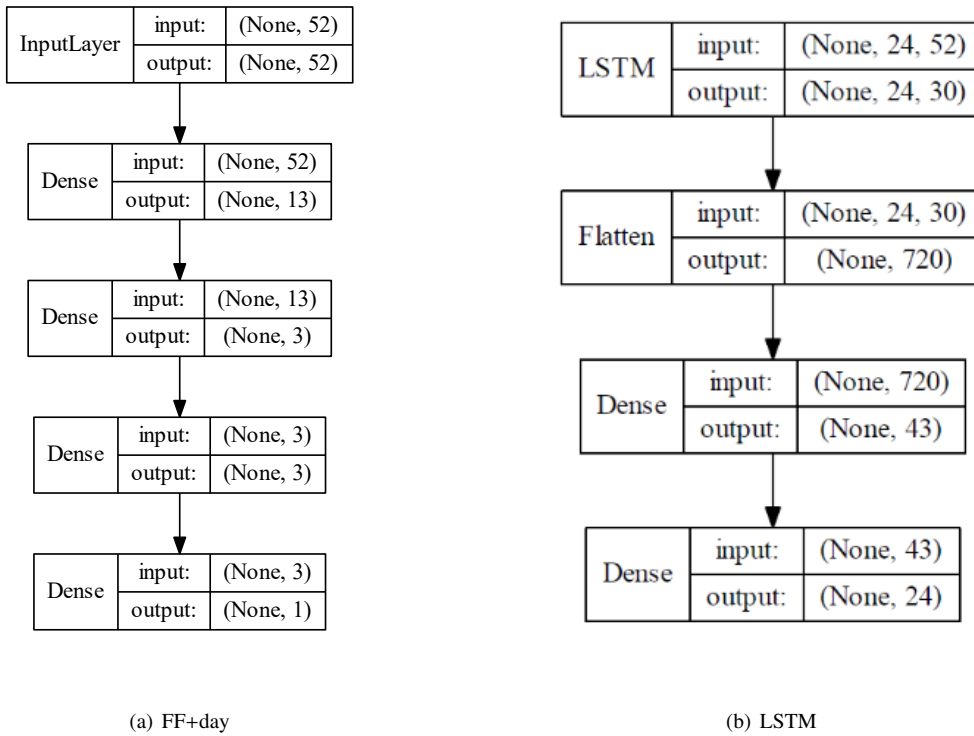 InputLayer
input: (None, 52)
output: (None, 52)
Dense
input: (None, 52)
output: (None, 13)
Dense
input: (None, 13)
output: (None, 3)
Dense
input: (None, 3)
output: (None, 3)
Dense
input: (None, 3)
output: (None, 1)
(a) FF+day
LSTM
input: (None, 24, 52)
output: (None, 24, 30)
Flatten
input: (None, 24, 30)
output: (None, 720)
Dense
input: (None, 720)
output: (None, 43)
Dense
input: (None, 43)
output: (None, 24)
(b) LSTM